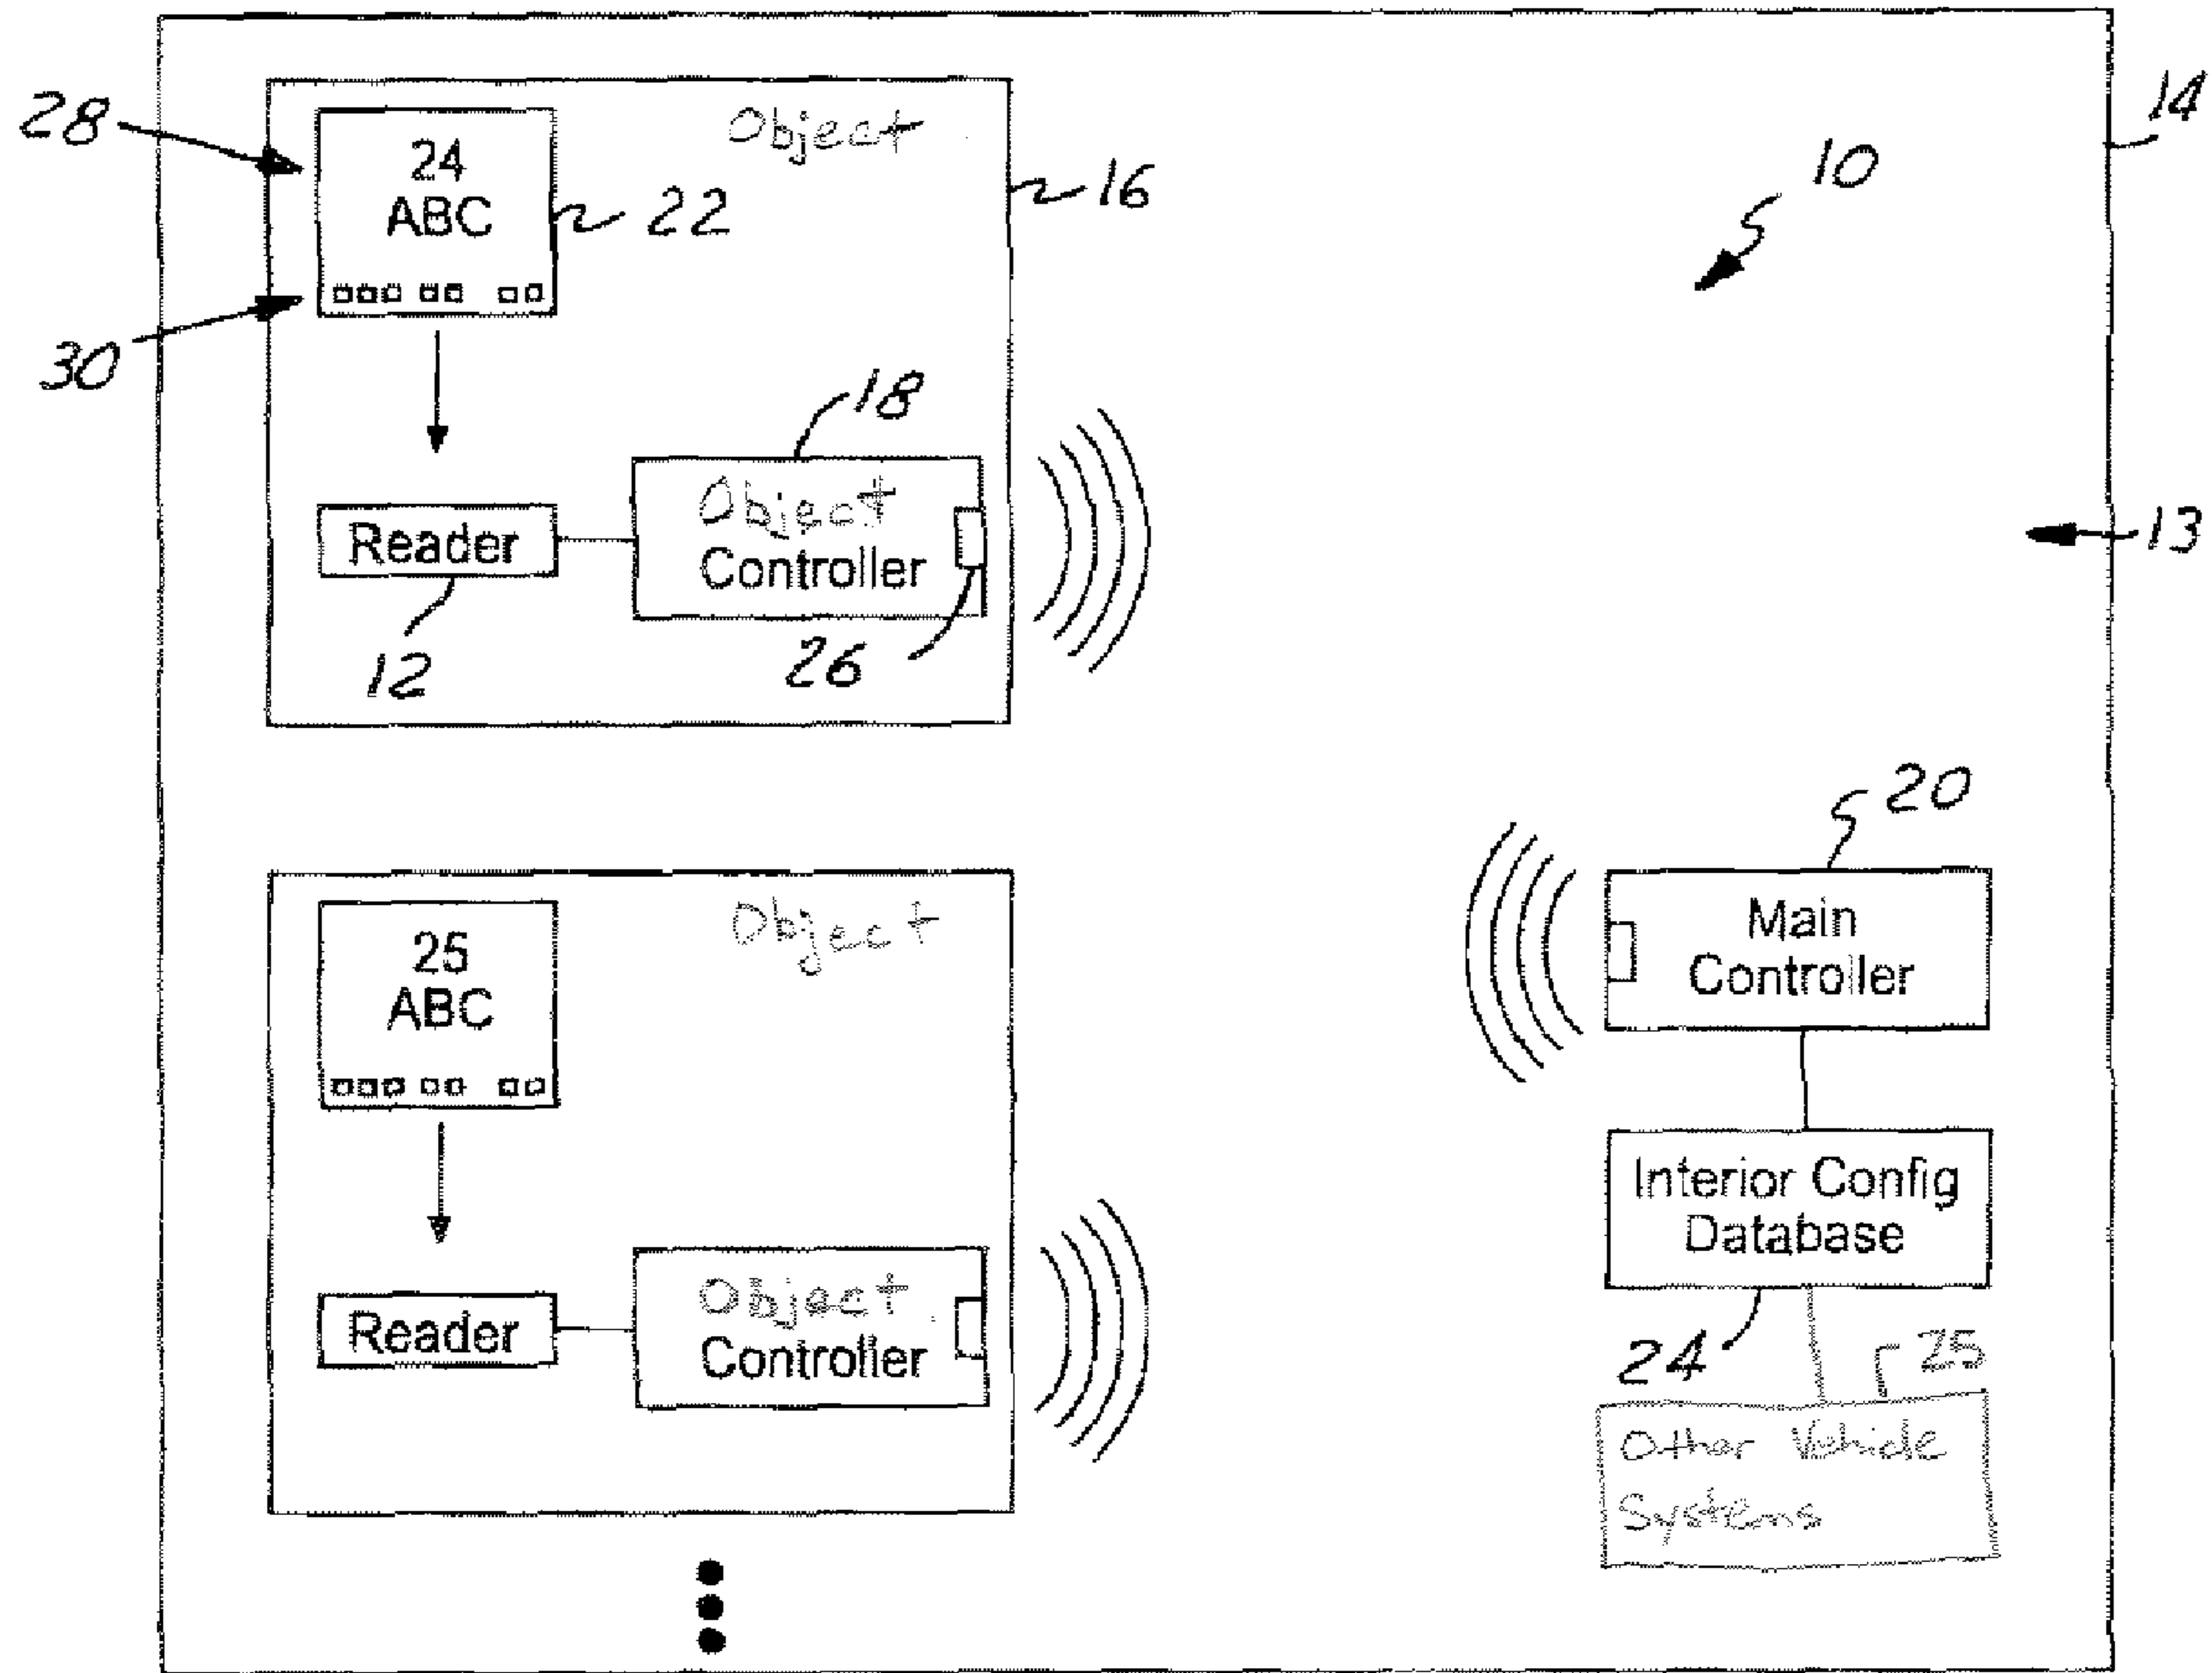 14
28
24
ABC
Object
22
16
10
30
18
Reader
Object
Controller
13
12
26
20
25
ABC
Object
Main
Controller
Interior Config
Database
Reader
Object
Controller
24
25
Other Vehicle
Systems